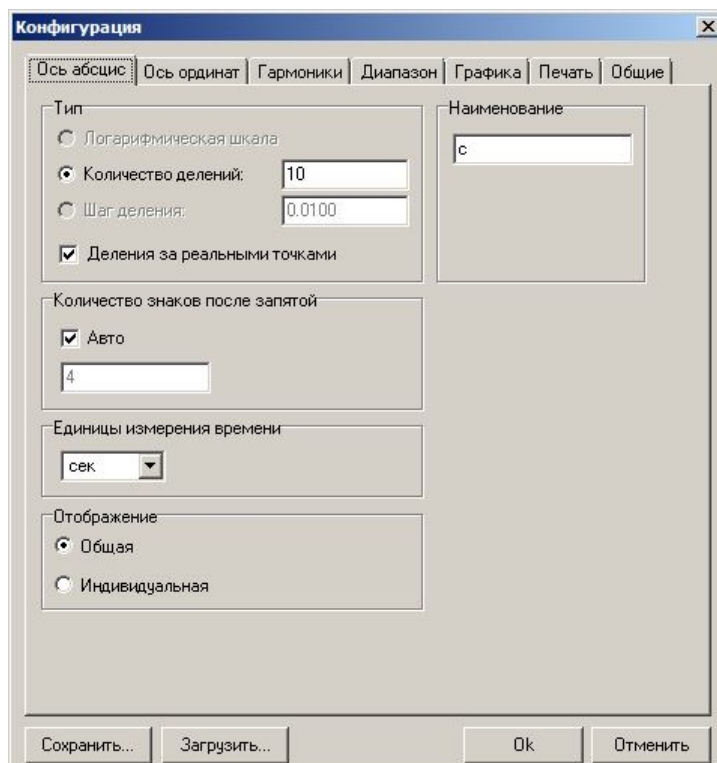 Конфигурация
Ось абсцис Ось ординат Гармоники Диапазон Графика Печать Общие
Тип
Логарифмическая шкала
Количество делений: 10
Шаг деления: 0.0100
Деления за реальными точками
Наименование
с
Количество знаков после запятой
Авто
4
Единицы измерения времени
сек
Отображение
Общая
Индивидуальная
Сохранить... Загрузить... Ok Отменить